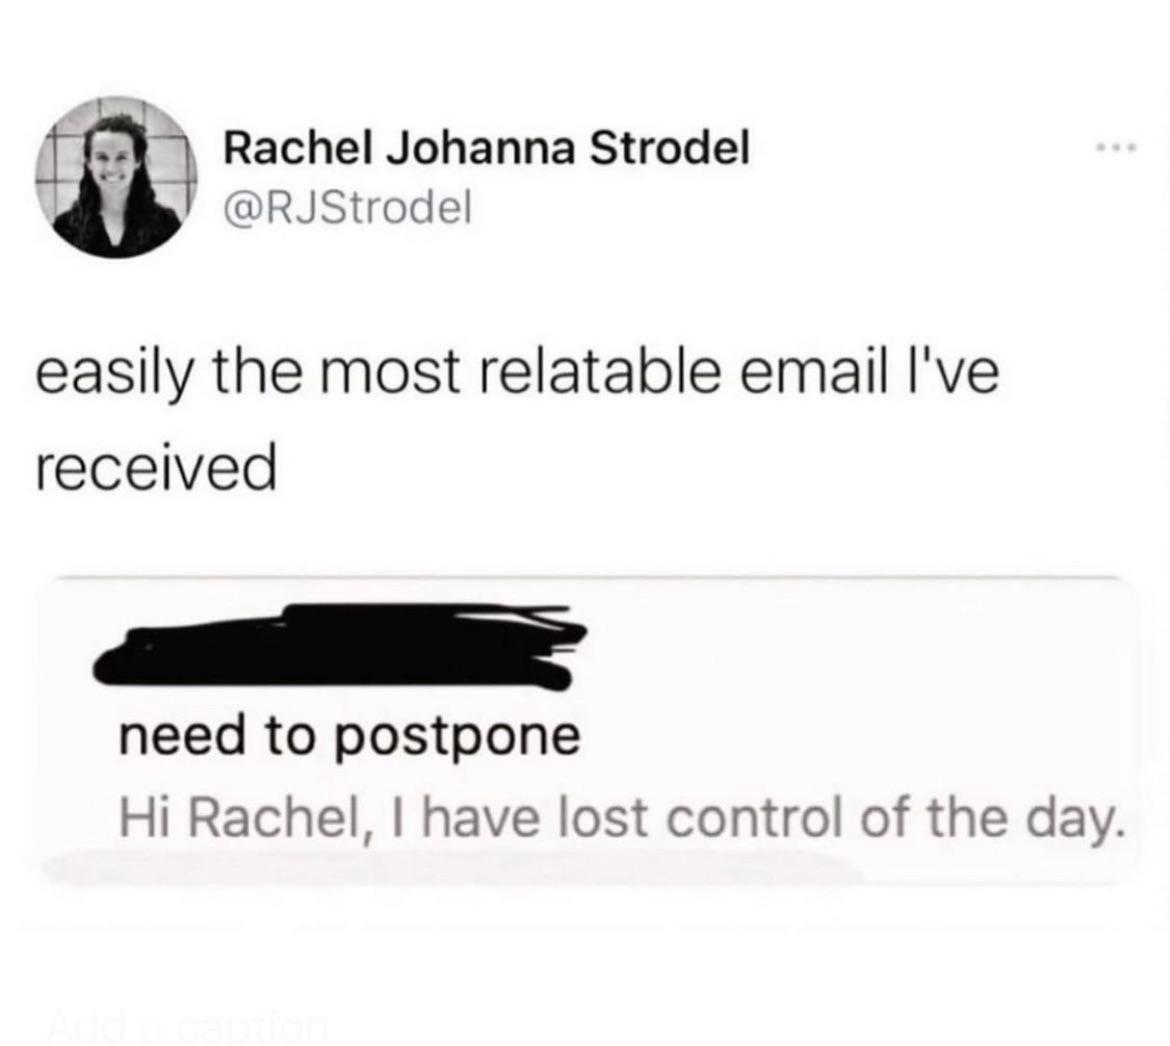 Rachel Johanna Strodel
@RJStrodel
easily the most relatable email I've
received
need to postpone
Hi Rachel, I have lost control of the day.
Add a caption